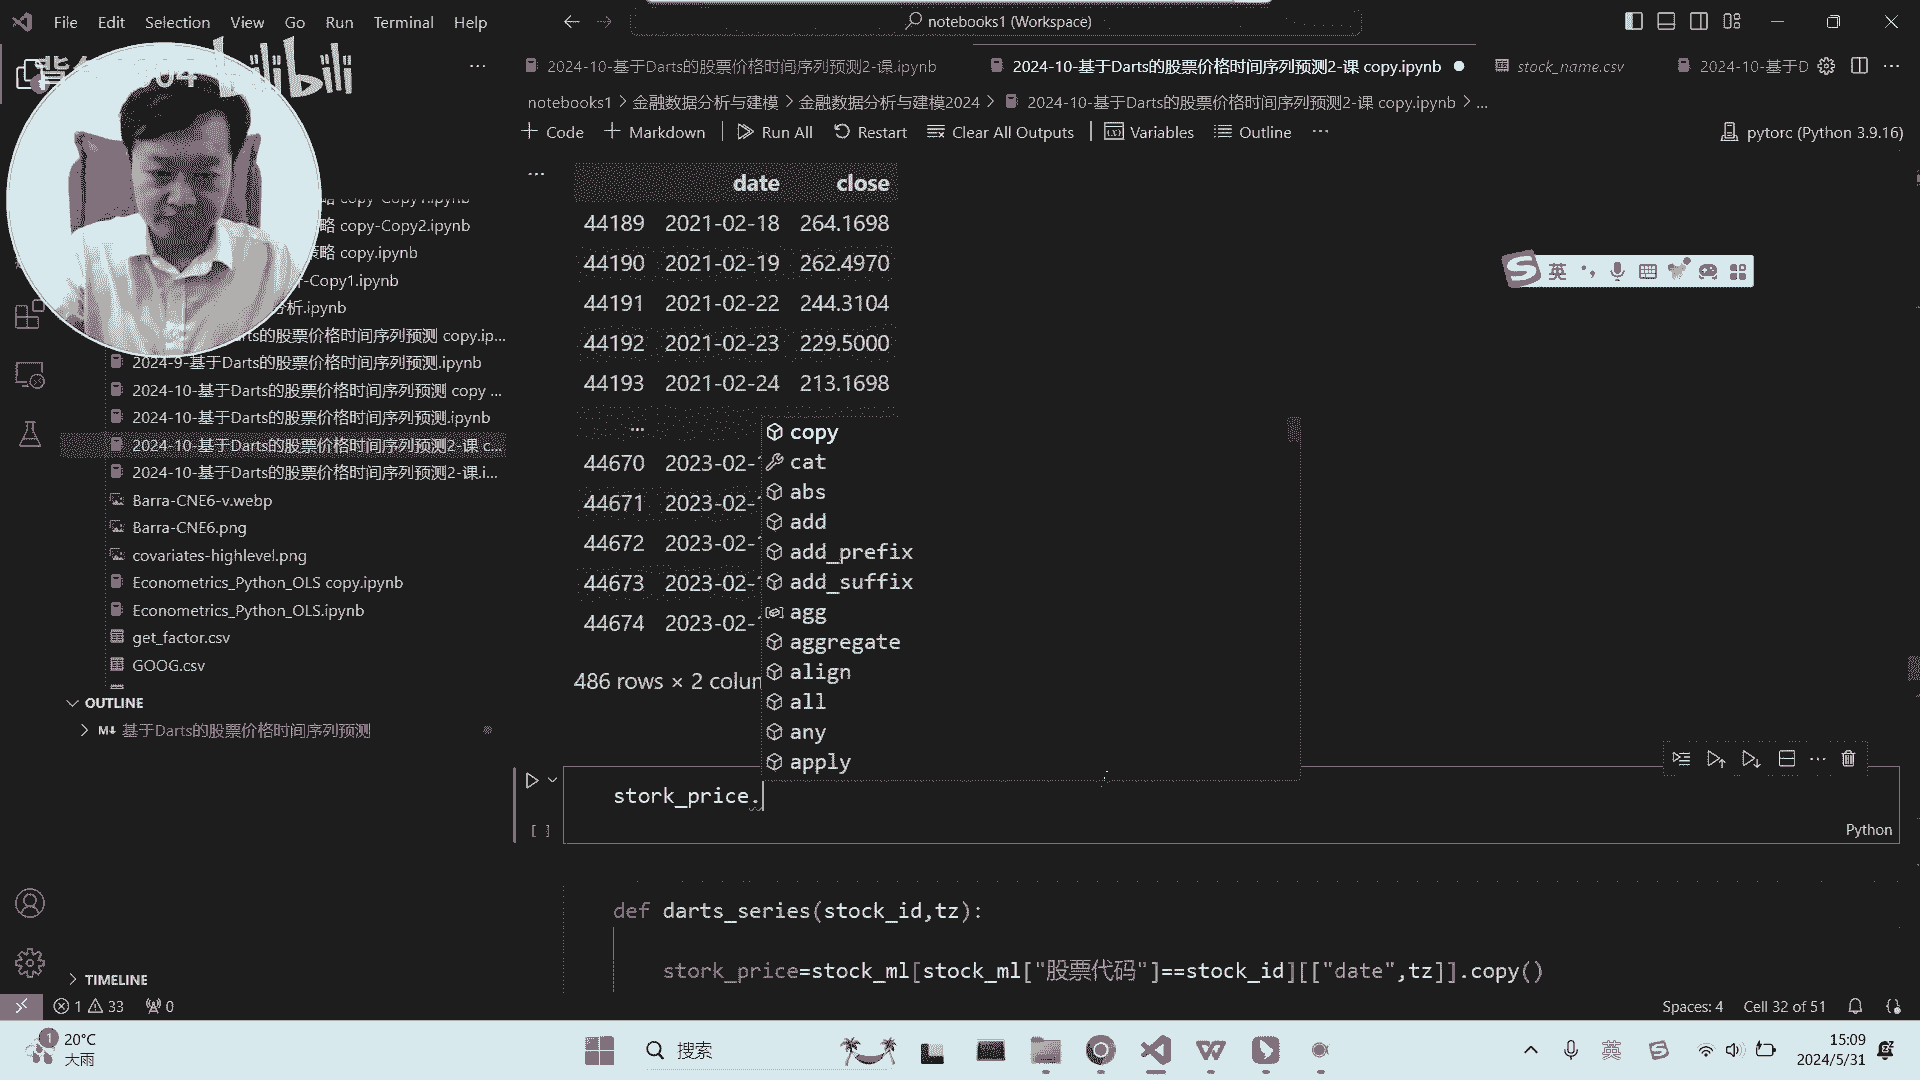 File Edit Selection View Go Run Terminal Help
notebooks1 (Workspace)
bilibili
2024-10-基于Darts的股票价格时间序列预测2-课.ipynb
2024-10-基于Darts的股票价格时间序列预测2-课 copy.ipynb
stock_name.csv
2024-10-基于D
notebooks1 > 金融数据分析与建模 > 金融数据分析与建模2024 > 2024-10-基于Darts的股票价格时间序列预测2-课 copy.ipynb > ...
Code Markdown Run All Restart Clear All Outputs Variables Outline ...
pytorc (Python 3.9.16)
略 copy-Copy1.ipynb
略 copy-Copy2.ipynb
策略 copy.ipynb
-Copy1.ipynb
分析.ipynb
rts的股票价格时间序列预测 copy.ip...
2024-9-基于Darts的股票价格时间序列预测.ipynb
2024-10-基于Darts的股票价格时间序列预测 copy ...
2024-10-基于Darts的股票价格时间序列预测.ipynb
2024-10-基于Darts的股票价格时间序列预测2-课 c...
2024-10-基于Darts的股票价格时间序列预测2-课.i...
Barra-CNE6-v.webp
Barra-CNE6.png
covariates-highlevel.png
Econometrics_Python_OLS copy.ipynb
Econometrics_Python_OLS.ipynb
get_factor.csv
GOOG.csv
OUTLINE
M↓ 基于Darts的股票价格时间序列预测
TIMELINE
date close
44189 2021-02-18 264.1698
44190 2021-02-19 262.4970
44191 2021-02-22 244.3104
44192 2021-02-23 229.5000
44193 2021-02-24 213.1698
...
44670 2023-02-
44671 2023-02-
44672 2023-02-
44673 2023-02-
44674 2023-02-
486 rows × 2 colum
copy
cat
abs
add
add_prefix
add_suffix
agg
aggregate
align
all
any
apply
英
stork_price.
[ ]
Python
def darts_series(stock_id,tz):
stork_price=stock_ml[stock_ml["股票代码"]==stock_id][["date",tz]].copy()
1 33 0
Spaces: 4 Cell 32 of 51
1
20°C
大雨
搜索
英
15:09
2024/5/31